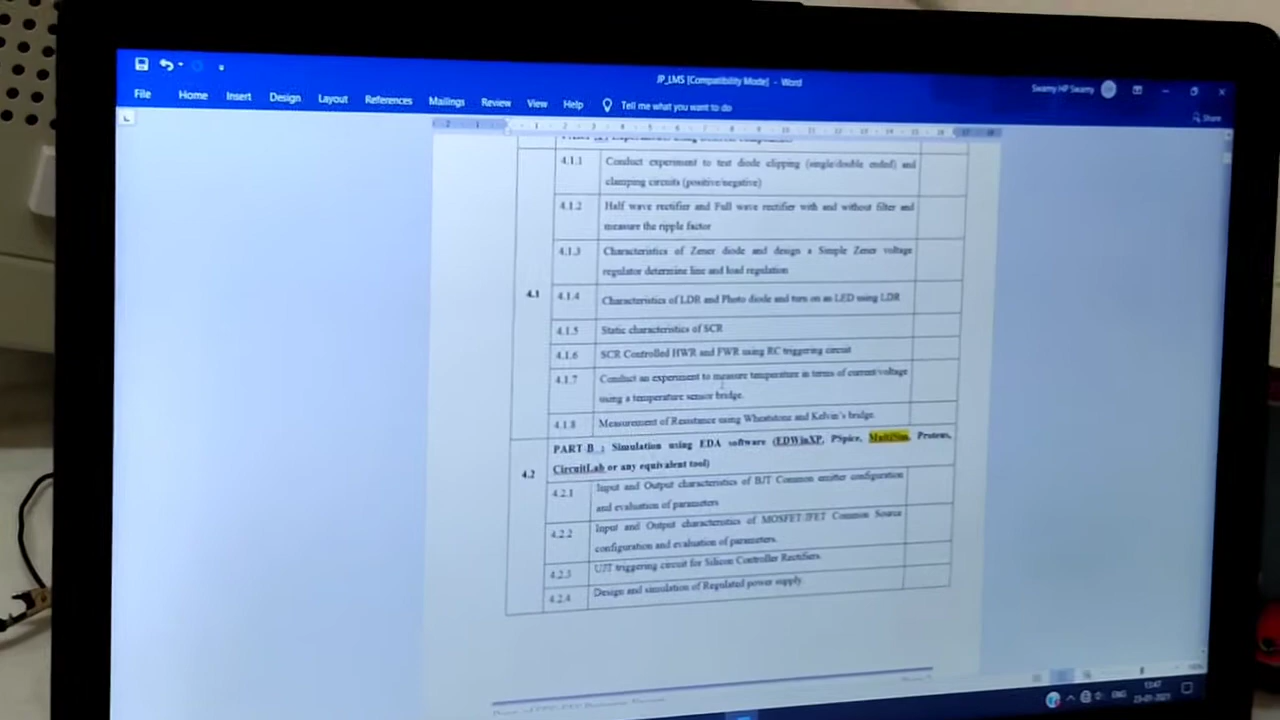 JP_LMS [Compatibility Mode] - Word
Swamy HP Swamy
File Home Insert Design Layout References Mailings Review View Help Tell me what you want to do
Share
4.1
4.1.1 Conduct experiment to test diode clipping (single/double ended) and
clamping circuits (positive/negative)
4.1.2 Half wave rectifier and Full wave rectifier with and without filter and
measure the ripple factor
4.1.3 Characteristics of Zener diode and design a Simple Zener voltage
regulator determine line and load regulation
4.1.4 Characteristics of LDR and Photo diode and turn on an LED using LDR
4.1.5 Static characteristics of SCR
4.1.6 SCR Controlled HWR and FWR using RC triggering circuit
4.1.7 Conduct an experiment to measure temperature in terms of current/voltage
using a temperature sensor bridge.
4.1.8 Measurement of Resistance using Wheatstone and Kelvin's bridge.
4.2
PART B : Simulation using EDA software (EDWinXP, PSpice, MultiSim, Proteus,
CircuitLab or any equivalent tool)
4.2.1 Input and Output characteristics of BJT Common emitter configuration
and evaluation of parameters
4.2.2 Input and Output characteristics of MOSFET/JFET Common Source
configuration and evaluation of parameters.
4.2.3 UJT triggering circuit for Silicon Controller Rectifiers.
4.2.4 Design and simulation of Regulated power supply.
ENG
13:47
23-01-2021